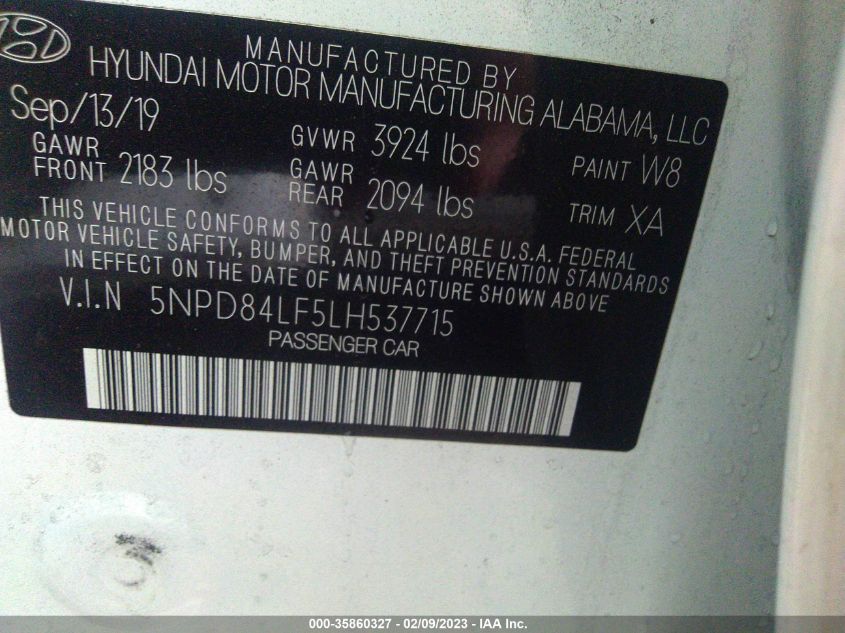 MANUFACTURED BY
HYUNDAI MOTOR MANUFACTURING ALABAMA, LLC
Sep/13/19
GAWR FRONT 2183 lbs
GVWR 3924 lbs
GAWR REAR 2094 lbs
PAINT W8
TRIM XA
THIS VEHICLE CONFORMS TO ALL APPLICABLE U.S.A. FEDERAL
MOTOR VEHICLE SAFETY, BUMPER, AND THEFT PREVENTION STANDARDS
IN EFFECT ON THE DATE OF MANUFACTURE SHOWN ABOVE
V.I.N 5NPD84LF5LH537715
PASSENGER CAR
000-35860327 - 02/09/2023 - IAA Inc.